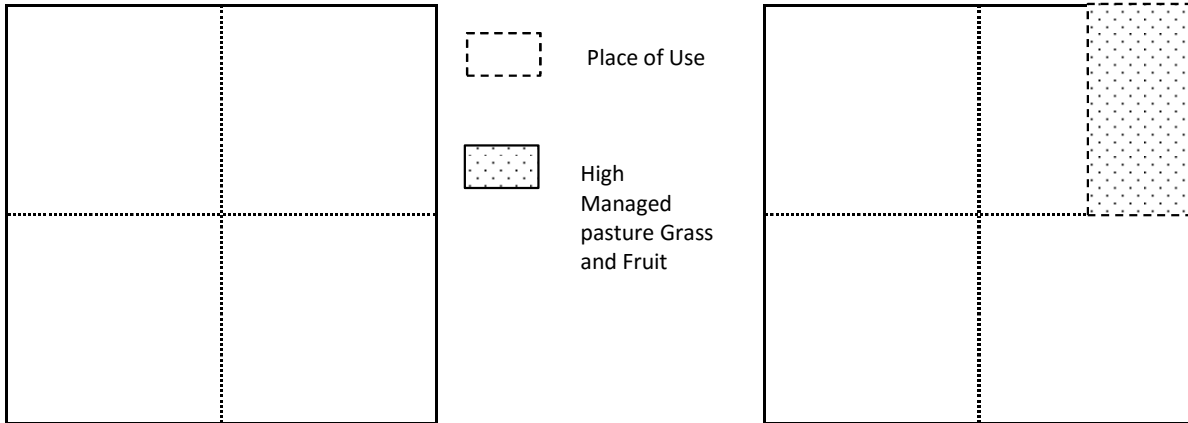 Place of Use
High
Managed
pasture Grass
and Fruit